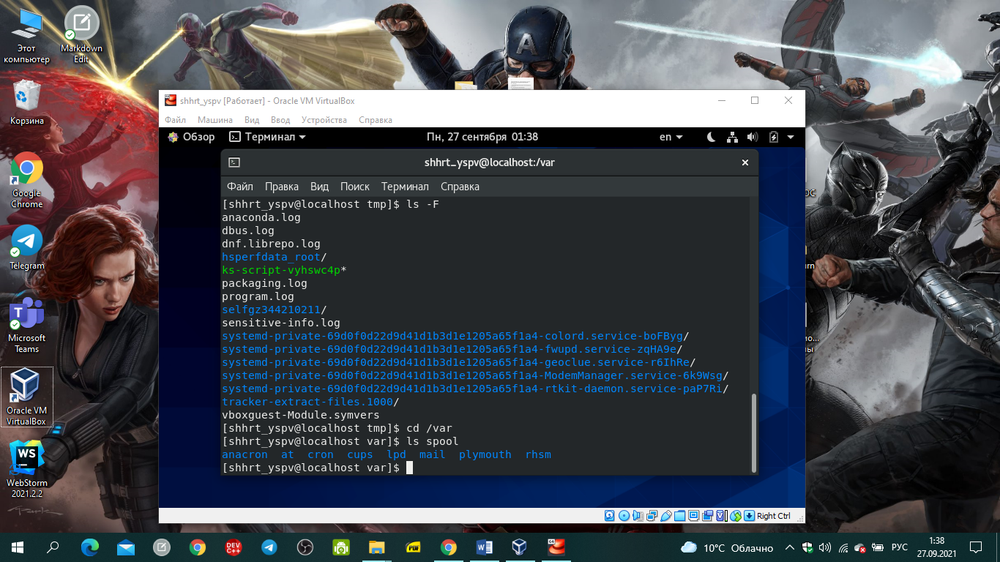 Этот
компьютер
Markdown
Edit
Корзина
Google
Chrome
Telegram
Microsoft
Teams
Oracle VM
VirtualBox
WS
WebStorm
2021.2.2
shhrt_yspv [Работает] - Oracle VM VirtualBox
Файл Машина Вид Ввод Устройства Справка
Обзор Терминал Пн, 27 сентября 01:38 en
shhrt_yspv@localhost:/var
Файл Правка Вид Поиск Терминал Справка
[shhrt_yspv@localhost tmp]$ ls -F
anaconda.log
dbus.log
dnf.librepo.log
hsperfdata_root/
ks-script-vyhswc4p*
packaging.log
program.log
selfgz344210211/
sensitive-info.log
systemd-private-69d0f0d22d9d41d1b3d1e1205a65f1a4-colord.service-boFByg/
systemd-private-69d0f0d22d9d41d1b3d1e1205a65f1a4-fwupd.service-zqHA9e/
systemd-private-69d0f0d22d9d41d1b3d1e1205a65f1a4-geoclue.service-r6IhRe/
systemd-private-69d0f0d22d9d41d1b3d1e1205a65f1a4-ModemManager.service-6k9Wsg/
systemd-private-69d0f0d22d9d41d1b3d1e1205a65f1a4-rtkit-daemon.service-paP7Ri/
tracker-extract-files.1000/
vboxguest-Module.symvers
[shhrt_yspv@localhost tmp]$ cd /var
[shhrt_yspv@localhost var]$ ls spool
anacron at cron cups lpd mail plymouth rhsm
[shhrt_yspv@localhost var]$
Right Ctrl
DEV C++
PDF
10°C Облачно
РУС
1:38
27.09.2021